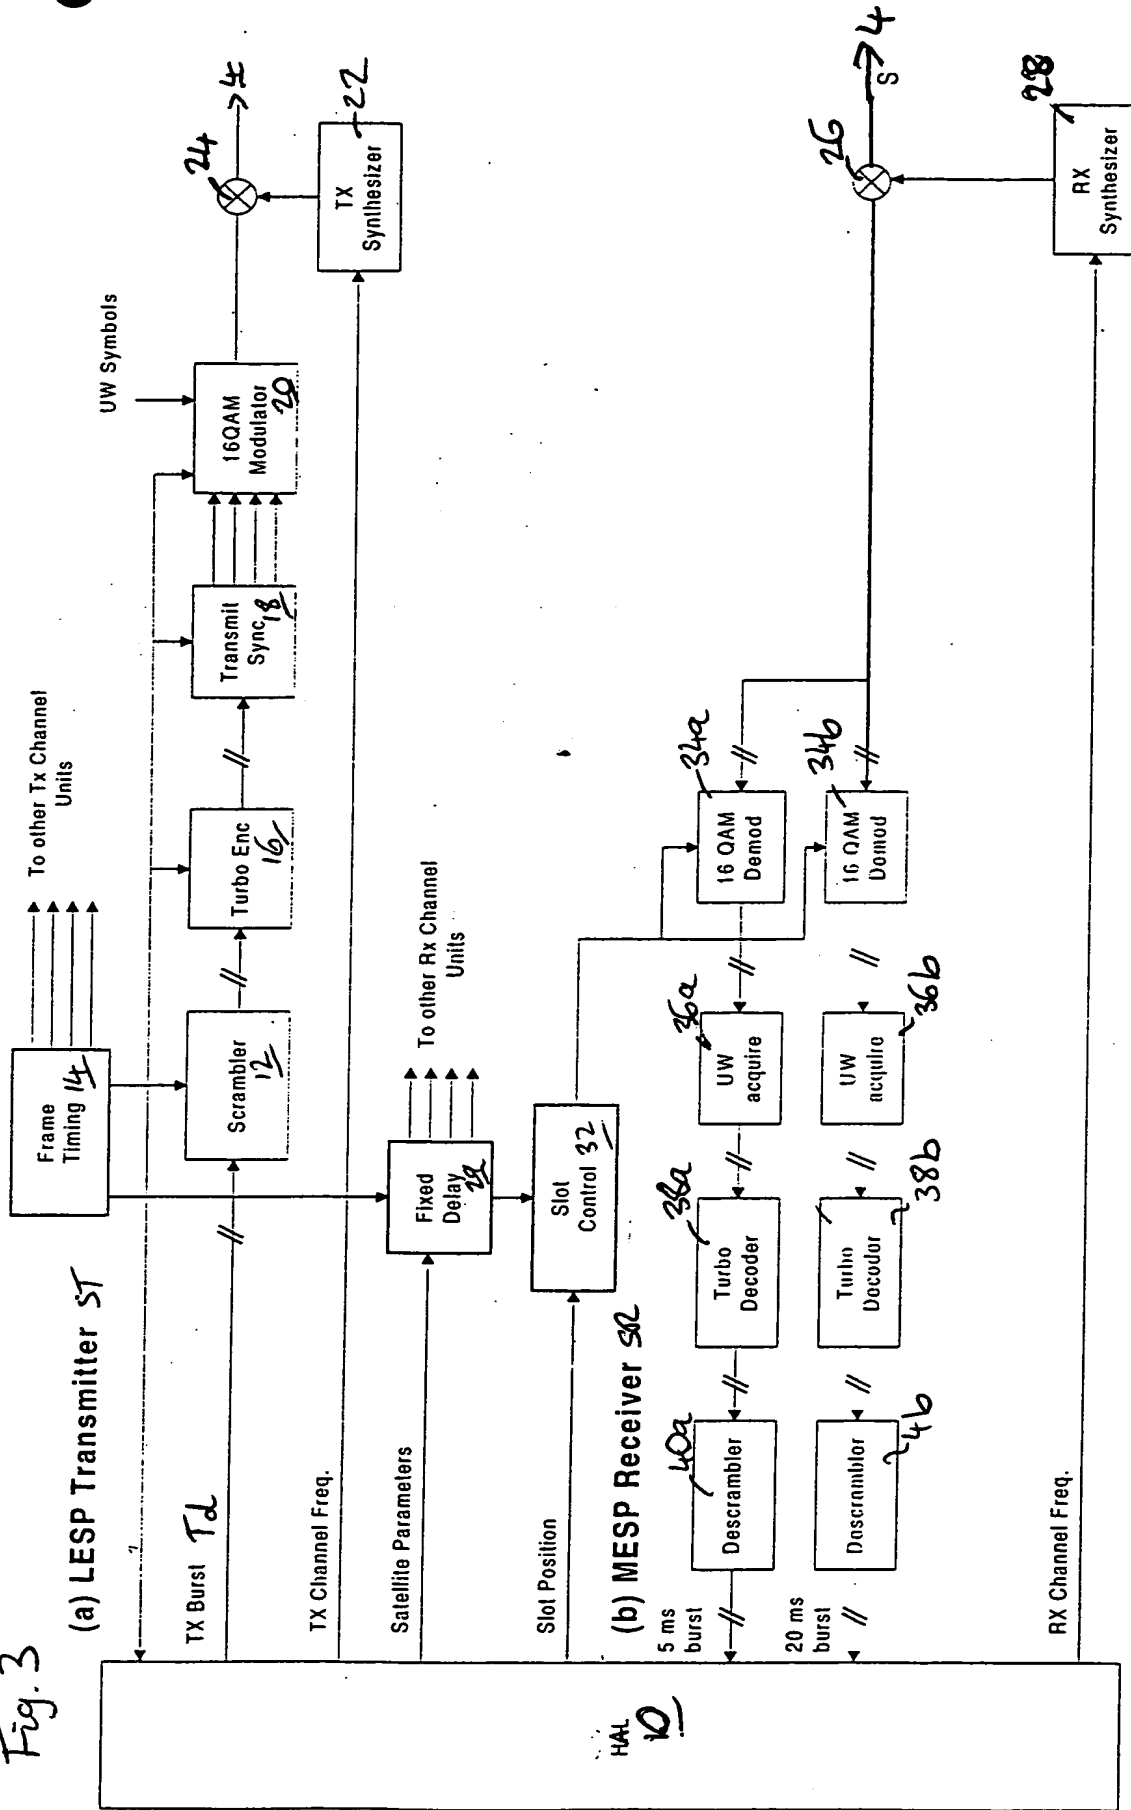 Fig. 3
(a) LESP Transmitter ST
Frame
Timing 14
To other Tx Channel
Units
TX Burst Td
Scrambler
12
Turbo Enc
16
Transmit
Sync
18
16QAM
Modulator
20
UW Symbols
24
4
TX Channel Freq.
TX
Synthesizer
22
Satellite Parameters
Fixed
Delay
To other Rx Channel
Units
Slot Position
Slot
Control 32
(b) MESP Receiver SR
5 ms
burst
40a
Descrambler
38a
Turbo
Decoder
36a
UW
acquire
34a
16 QAM
Demod
26
S
4
20 ms
burst
Descrambler
4b
Turbo
Decoder
38b
UW
acquire
36b
16 QAM
Demod
34b
HAL
10
RX Channel Freq.
RX
Synthesizer
28